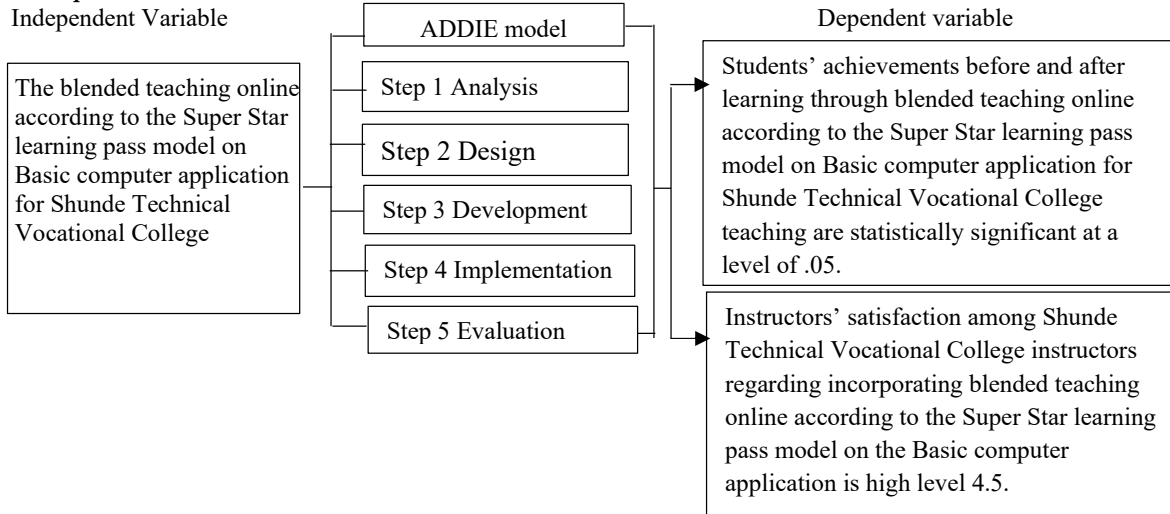 Independent Variable
The blended teaching online
according to the Super Star
learning pass model on
Basic computer application
for Shunde Technical
Vocational College
ADDIE model
Step 1 Analysis
Step 2 Design
Step 3 Development
Step 4 Implementation
Step 5 Evaluation
Dependent variable
Students’ achievements before and after
learning through blended teaching online
according to the Super Star learning pass
model on Basic computer application for
Shunde Technical Vocational College
teaching are statistically significant at a
level of .05.
Instructors’ satisfaction among Shunde
Technical Vocational College instructors
regarding incorporating blended teaching
online according to the Super Star learning
pass model on the Basic computer
application is high level 4.5.